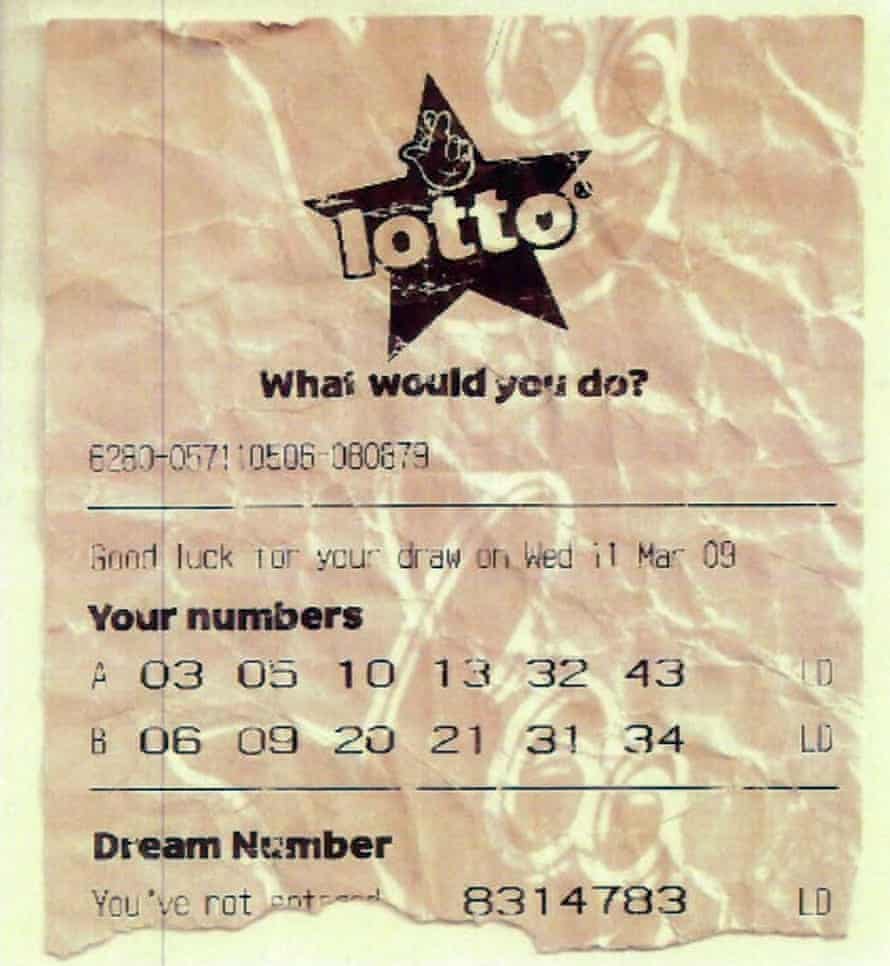 lotto
What would you do?
6280-057110506-080879
Good luck for your draw on Wed 11 Mar 09
Your numbers
A 03 05 10 13 32 43 LD
B 06 09 20 21 31 34 LD
Dream Number
You've not entered 8314783 LD